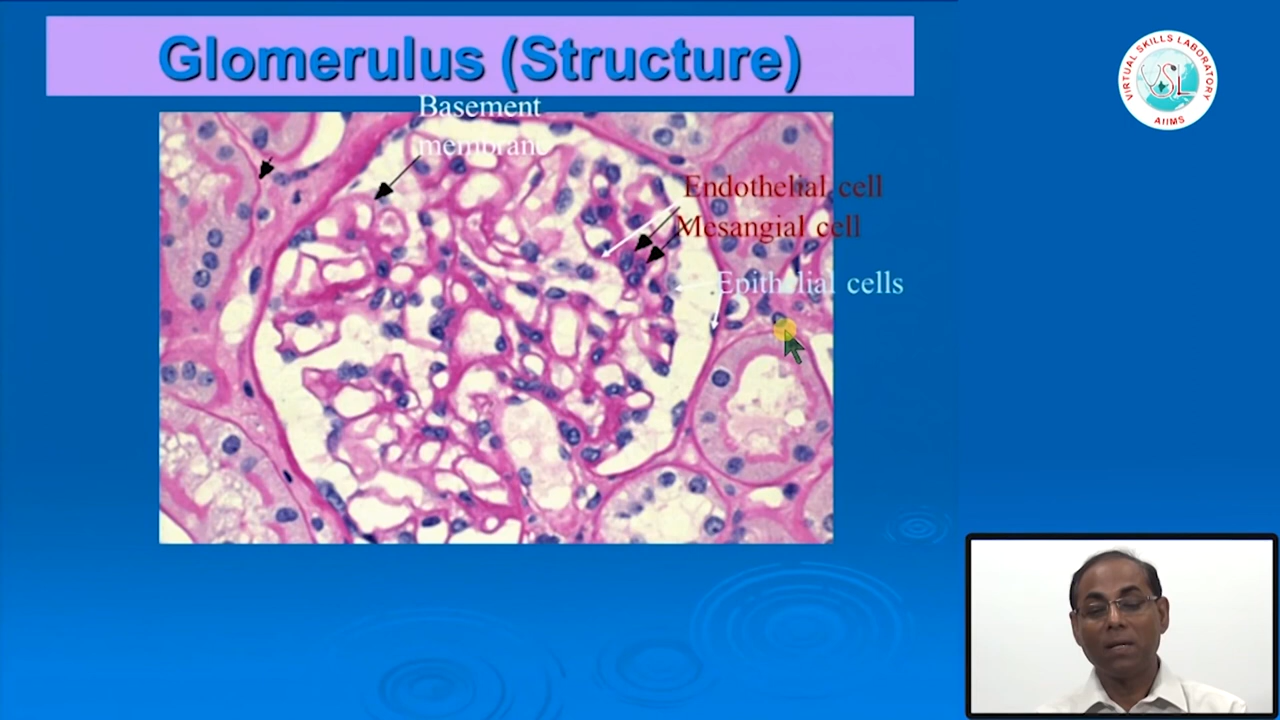 Glomerulus (Structure)
Basement
membrane
Endothelial cell
Mesangial cell
Epithelial cells
VIRTUAL SKILLS LABORATORY
VSL
AIIMS